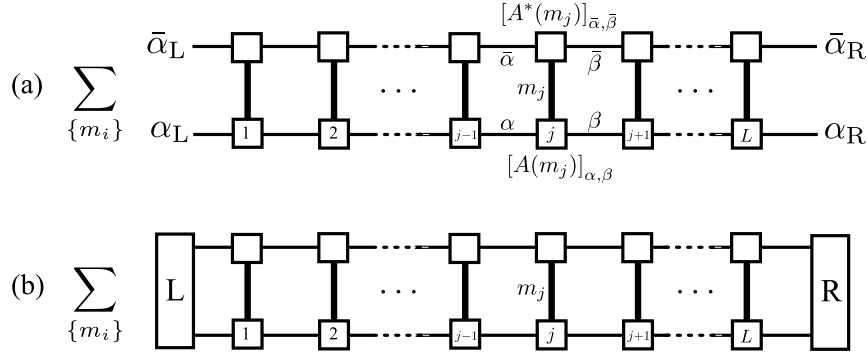 [A*(m_j)]_{ᾱ,β̄}
(a) ∑_{{m_i}} ᾱ_L ᾱ β̄ ᾱ_R
··· m_j ···
α_L 1 2 j–1 α j β j+1 L α_R
[A(m_j)]_{α,β}
(b) ∑_{{m_i}} L ··· m_j ··· R
1 2 j–1 j j+1 L